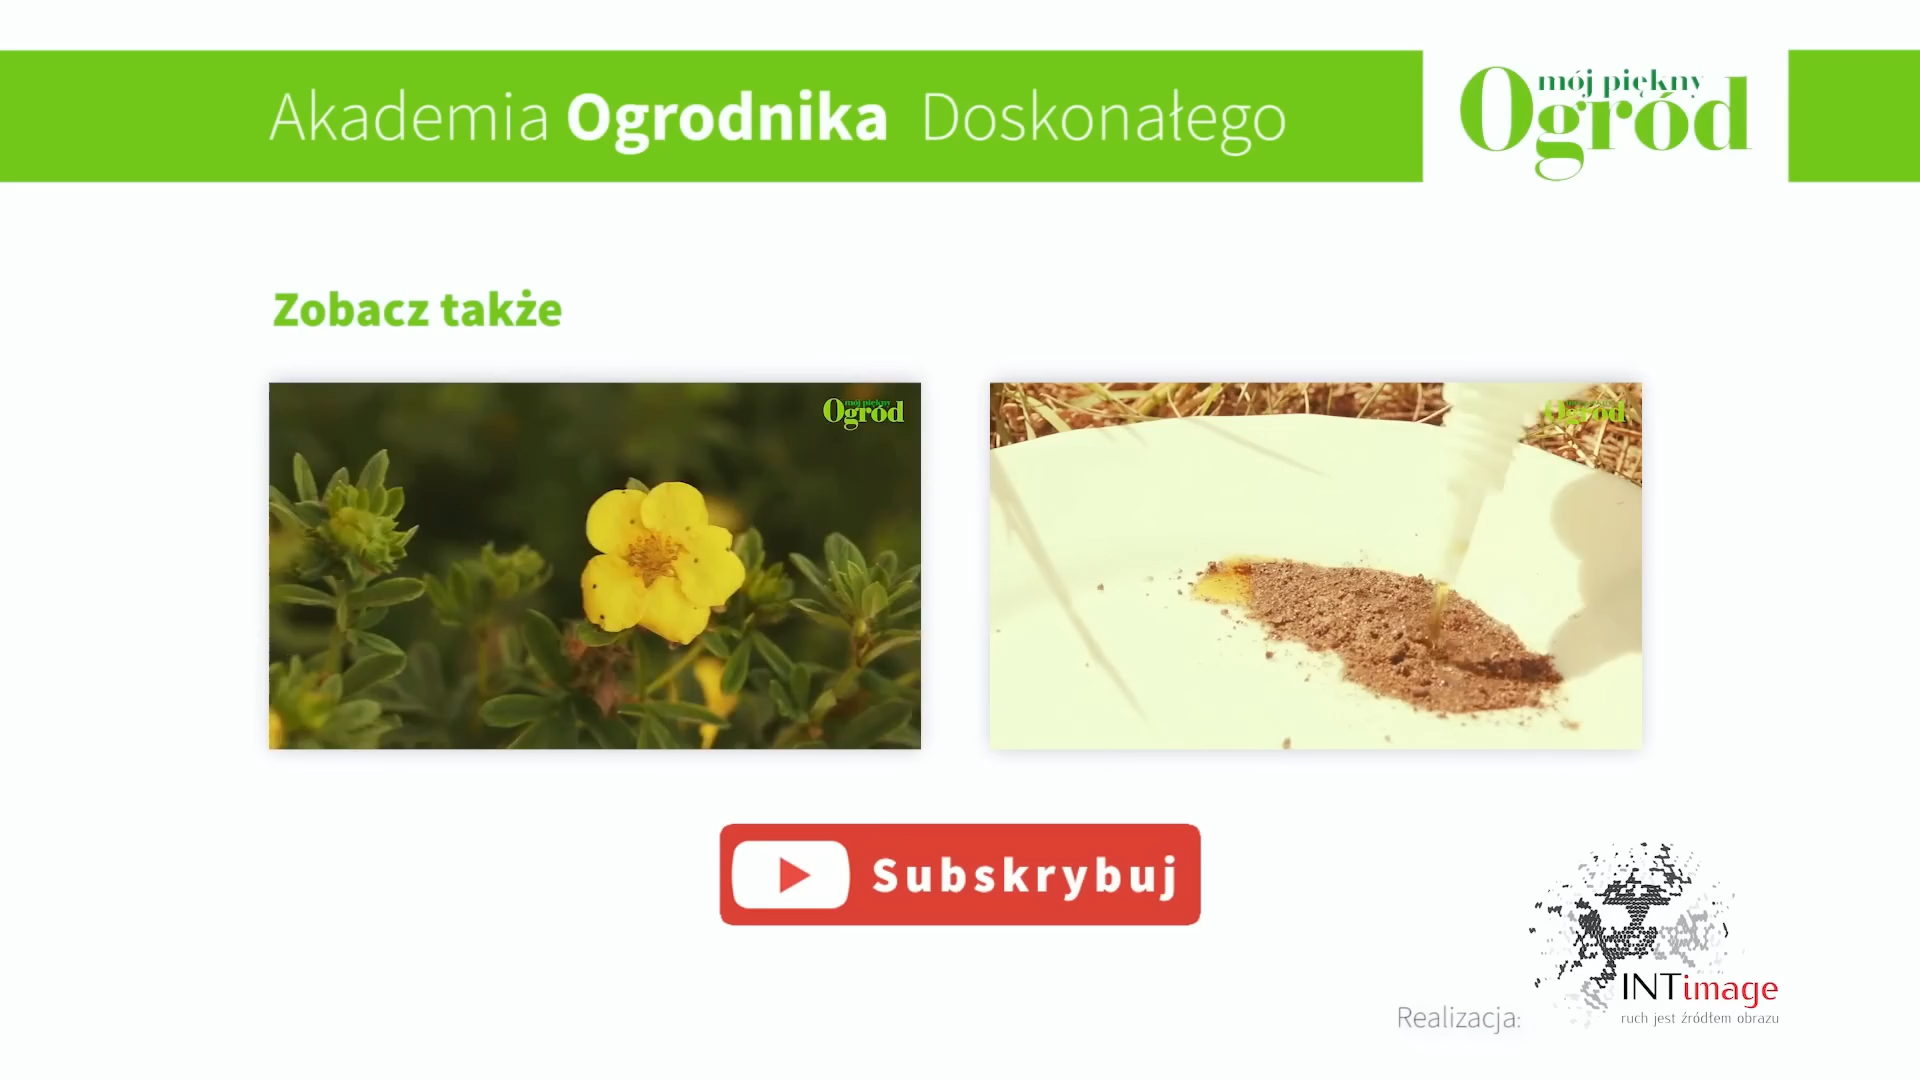 Akademia Ogrodnika Doskonałego
mój piękny
Ogród
Zobacz także
mój piękny
Ogród
Ogród
Subskrybuj
INTimage
Realizacja:
ruch jest źródłem obrazu